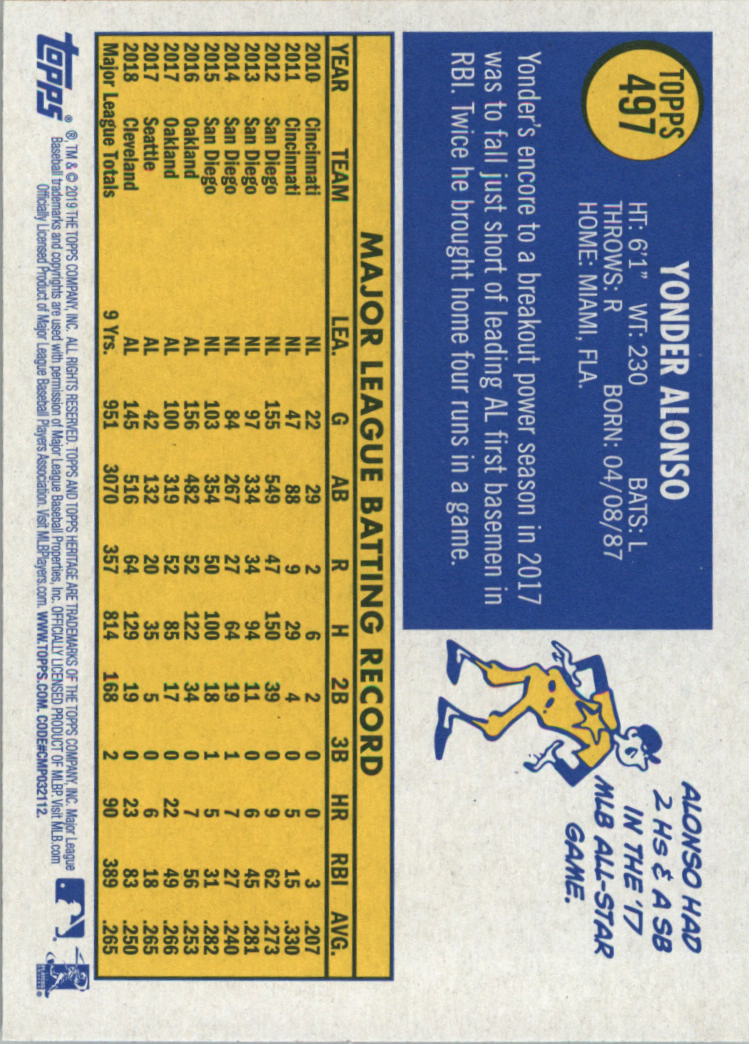 TOPPS
497
YONDER ALONSO
HT: 6'1" WT: 230 BATS: L
THROWS: R BORN: 04/08/87
HOME: MIAMI, FLA.
Yonder's encore to a breakout power season in 2017
was to fall just short of leading AL first basemen in
RBI. Twice he brought home four runs in a game.
ALONSO HAD
2 HS & A SB
IN THE '17
MLB ALL-STAR
GAME.
MAJOR LEAGUE BATTING RECORD
YEAR TEAM LEA. G AB R H 2B 3B HR RBI AVG.
2010 Cincinnati NL 22 29 2 6 2 0 0 3 .207
2011 Cincinnati NL 47 88 9 29 4 0 5 15 .330
2012 San Diego NL 155 549 47 150 39 0 9 62 .273
2013 San Diego NL 97 334 34 94 11 0 6 45 .281
2014 San Diego NL 84 267 27 64 19 1 7 27 .240
2015 San Diego NL 103 354 50 100 18 1 5 31 .282
2016 Oakland AL 156 482 52 122 34 0 7 56 .253
2017 Oakland AL 100 319 52 85 17 0 22 49 .266
2017 Seattle AL 42 132 20 35 5 0 6 18 .265
2018 Cleveland AL 145 516 64 129 19 0 23 83 .250
Major League Totals 9 Yrs. 951 3070 357 814 168 2 90 389 .265
topps® ®, TM & © 2019 THE TOPPS COMPANY, INC. ALL RIGHTS RESERVED. TOPPS AND TOPPS HERITAGE ARE TRADEMARKS OF THE TOPPS COMPANY, INC. Major League
Baseball trademarks and copyrights are used with permission of Major League Baseball Properties, Inc. OFFICIALLY LICENSED PRODUCT OF MLBP. Visit MLB.com
Officially Licensed Product of Major League Baseball Players Association. Visit MLBPlayers.com. WWW.TOPPS.COM. CODE#CMP032112.